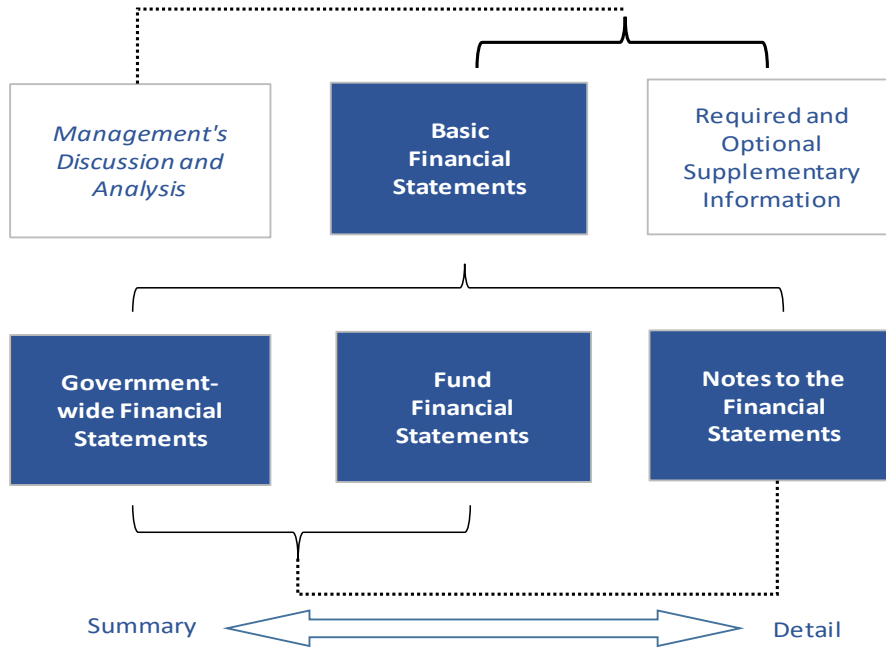 Management's
Discussion and
Analysis
Basic
Financial
Statements
Required and
Optional
Supplementary
Information
Government-
wide Financial
Statements
Fund
Financial
Statements
Notes to the
Financial
Statements
Summary
Detail